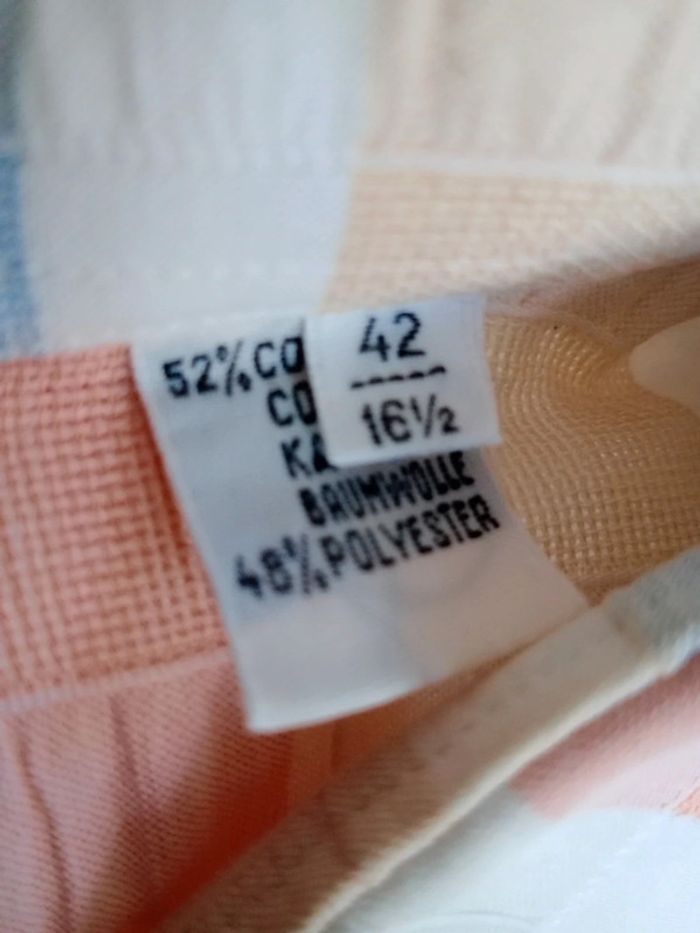 42
16½
52% CO
CO
KA
BAUMWOLLE
48% POLYESTER